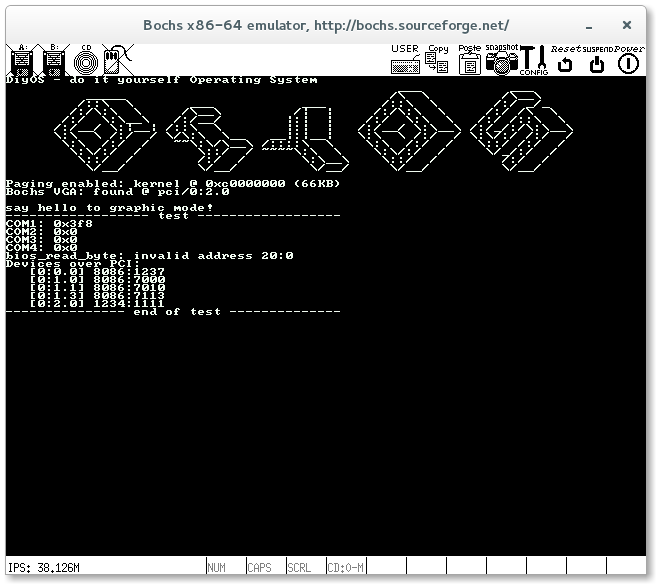 Bochs x86-64 emulator, http://bochs.sourceforge.net/
A: B: CD USER Copy Paste snapshot CONFIG Reset SUSPEND Power
DiyOS - do it yourself Operating System
Paging enabled: kernel @ 0xc0000000 (66KB)
Bochs VGA: found @ pci/0:2.0
say hello to graphic mode!
------------------- test -------------------
COM1: 0x3f8
COM2: 0x0
COM3: 0x0
COM4: 0x0
bios_read_byte: invalid address 20:0
Devices over PCI:
[0:0.0] 8086:1237
[0:1.0] 8086:7000
[0:1.1] 8086:7010
[0:1.3] 8086:7113
[0:2.0] 1234:1111
--------------- end of test --------------
IPS: 38.126M NUM CAPS SCRL CD:0-M